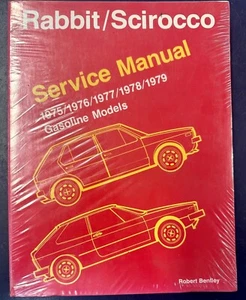 Rabbit/Scirocco
Service Manual
1975/1976/1977/1978/1979
Gasoline Models
Robert Bentley